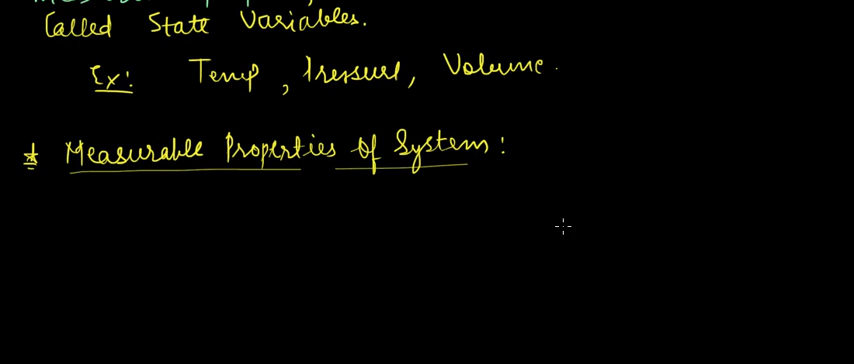 Called State Variables.
Ex: Temp, Pressure, Volume.
* Measurable Properties of System: